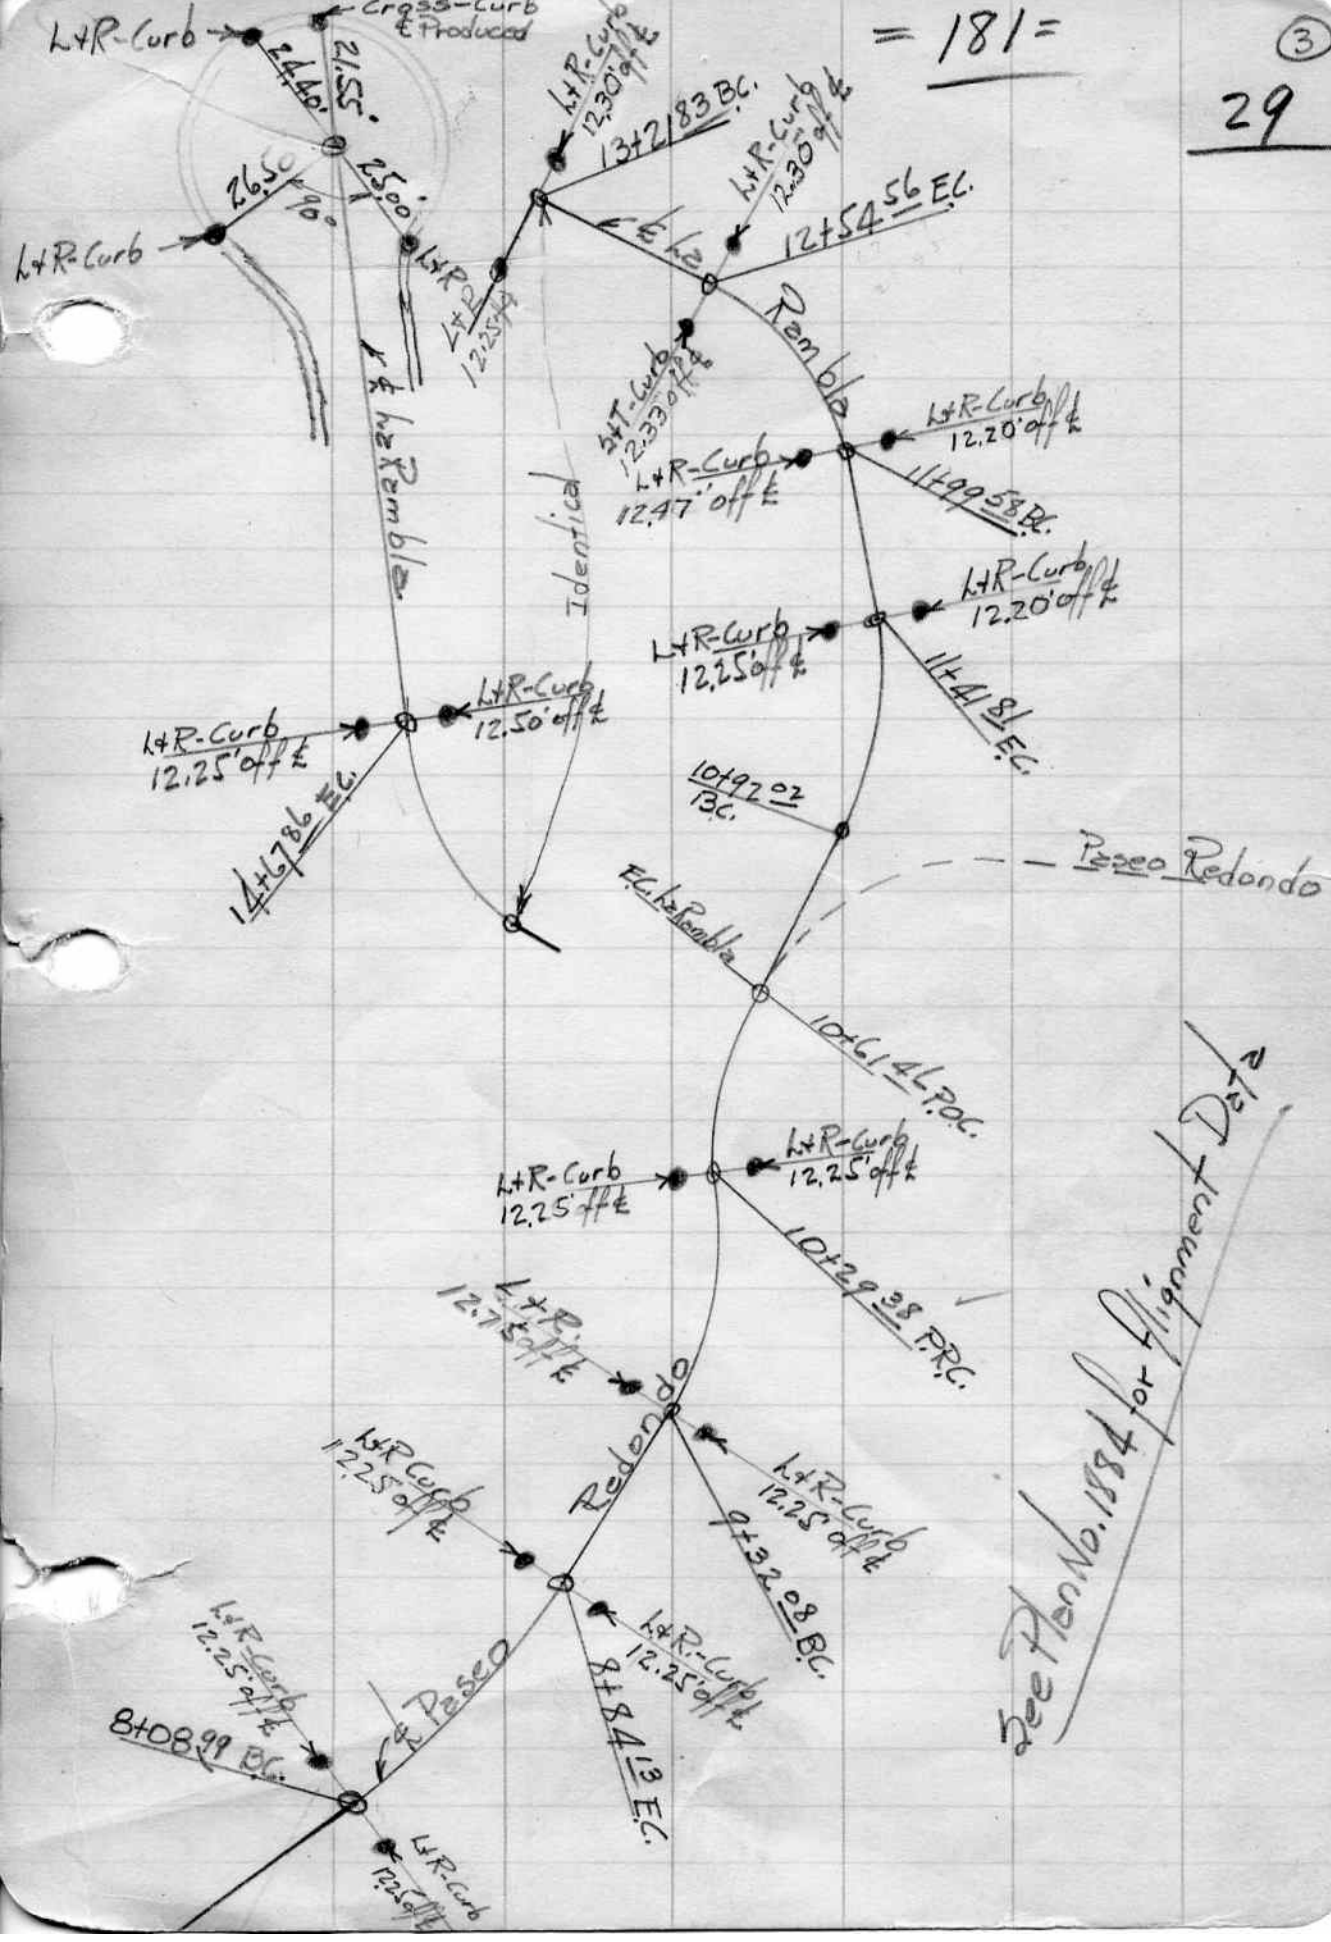 = 181 =
3
29
L+R-Curb
Cross-Curb
℄ Produced
24.40'
21.55'
26.50
25.00'
90°
L+R-Curb
L+R
L+R
12.25'off ℄
L+R-Curb
12.30'off ℄
13+21 83 B.C.
L+R-Curb
12.30'off ℄
12+54 56 E.C.
℄ La
Rambla
S+T-Curb
12.33'off ℄
L+R-Curb
12.20'off ℄
L+R-Curb
12.47'off ℄
11+99 58 B.C.
℄ La Rambla
Identical
L+R-Curb
12.20'off ℄
L+R-Curb
12.25'off ℄
11+41 81 E.C.
L+R-Curb
12.50'off ℄
L+R-Curb
12.25'off ℄
14+67 86 E.C.
10+92 02
B.C.
Paseo Redondo
E.C. La Rambla
10+61 46 P.O.C.
L+R-Curb
12.25'off ℄
L+R-Curb
12.25'off ℄
10+29 38 P.R.C.
L+R.
12.75'off ℄
L+R-Curb
12.25'off ℄
9+32 08 B.C.
L+R Curb
12.25'off ℄
L+R.-Curb
12.25'off ℄
8+84 13 E.C.
℄ Paseo
Redondo
L+R-Curb
12.25'off ℄
8+08 99 B.C.
L+R-Curb
12.25'off ℄
See Plan No. 1884 for Alignment Data